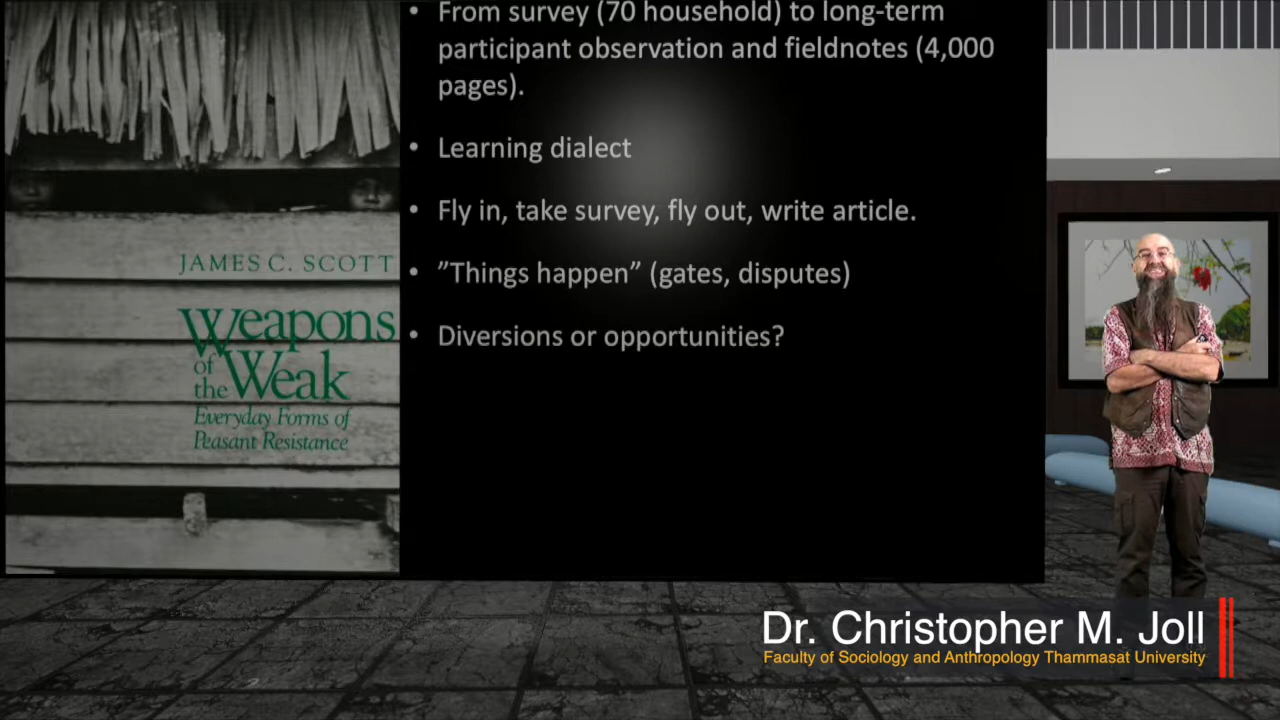 JAMES C. SCOTT
Weapons
of
the Weak
Everyday Forms of
Peasant Resistance
• From survey (70 household) to long-term
participant observation and fieldnotes (4,000
pages).
• Learning dialect
• Fly in, take survey, fly out, write article.
• ”Things happen” (gates, disputes)
• Diversions or opportunities?
Dr. Christopher M. Joll
Faculty of Sociology and Anthropology Thammasat University